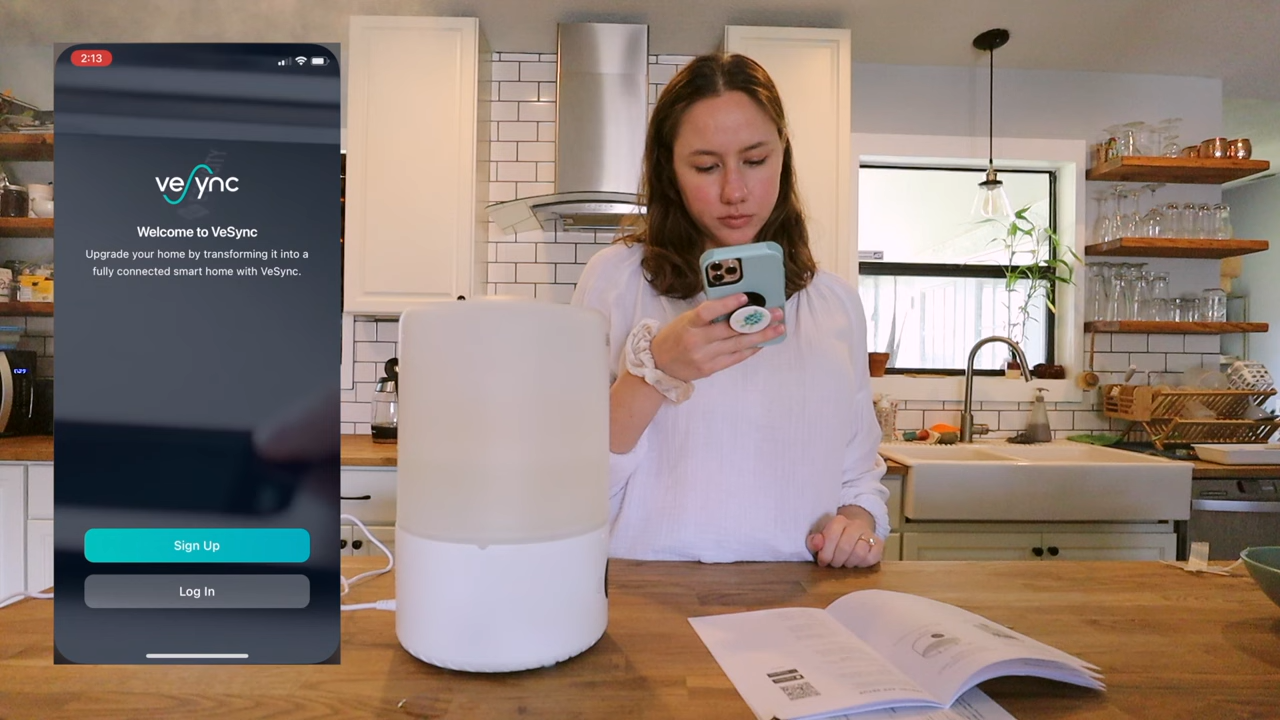 2:13
vesync
Welcome to VeSync
Upgrade your home by transforming it into a
fully connected smart home with VeSync.
Sign Up
Log In